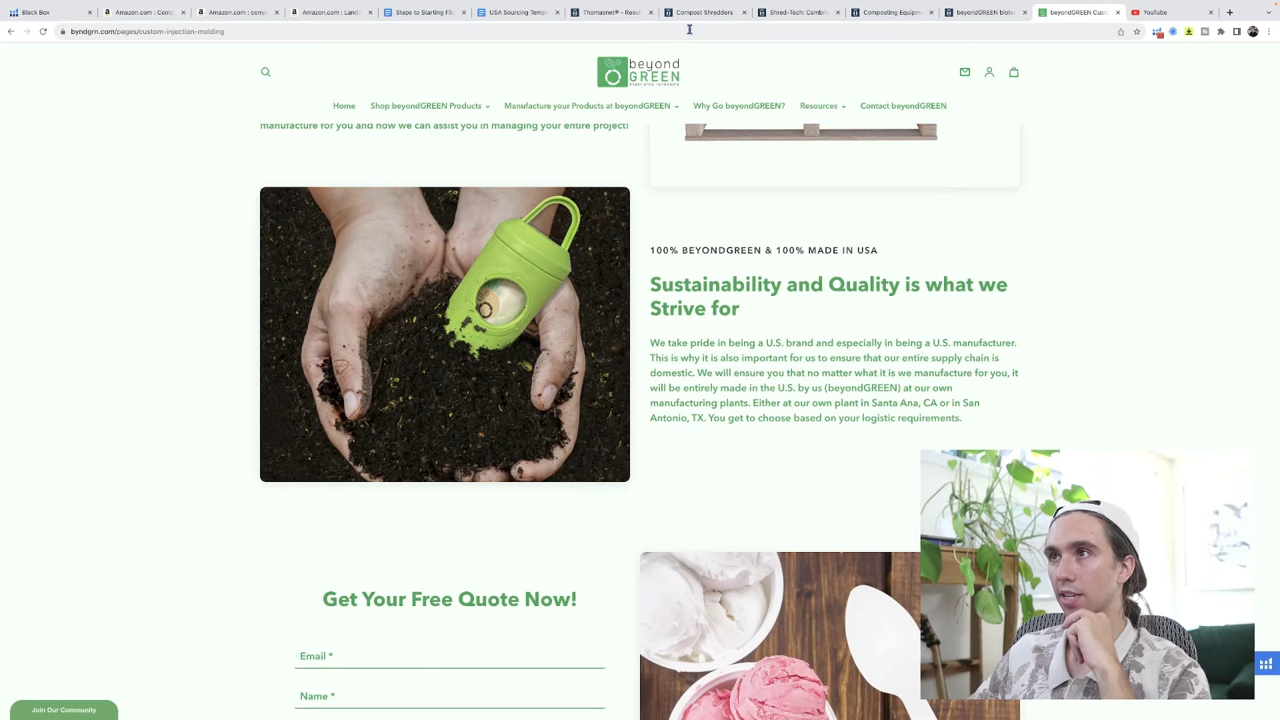 Black Box
Amazon.com : Comp
Amazon.com : comp
Amazon.com : Land
Steps to Starting FB
USA Sourcing Templ
Thomasnet® - Resul
Compost Shredders
Shred-Tech: Cambri
Composting Equipm
beyondGREEN biote
beyondGREEN Cus
YouTube
byndgrn.com/pages/custom-injection-molding
beyond
GREEN
Home
Shop beyondGREEN Products
Manufacture your Products at beyondGREEN
Why Go beyondGREEN?
Resources
Contact beyondGREEN
manufacture for you and how we can assist you in managing your entire project!
100% BEYONDGREEN & 100% MADE IN USA
Sustainability and Quality is what we
Strive for
We take pride in being a U.S. brand and especially in being a U.S. manufacturer.
This is why it is also important for us to ensure that our entire supply chain is
domestic. We will ensure you that no matter what it is we manufacture for you, it
will be entirely made in the U.S. by us (beyondGREEN) at our own
manufacturing plants. Either at our own plant in Santa Ana, CA or in San
Antonio, TX. You get to choose based on your logistic requirements.
Get Your Free Quote Now!
Email *
Name *
Join Our Community